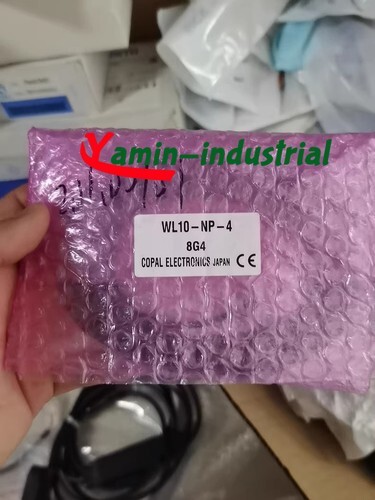 Yamin-industrial
WL10-NP-4
8G4
COPAL ELECTRONICS JAPAN CE